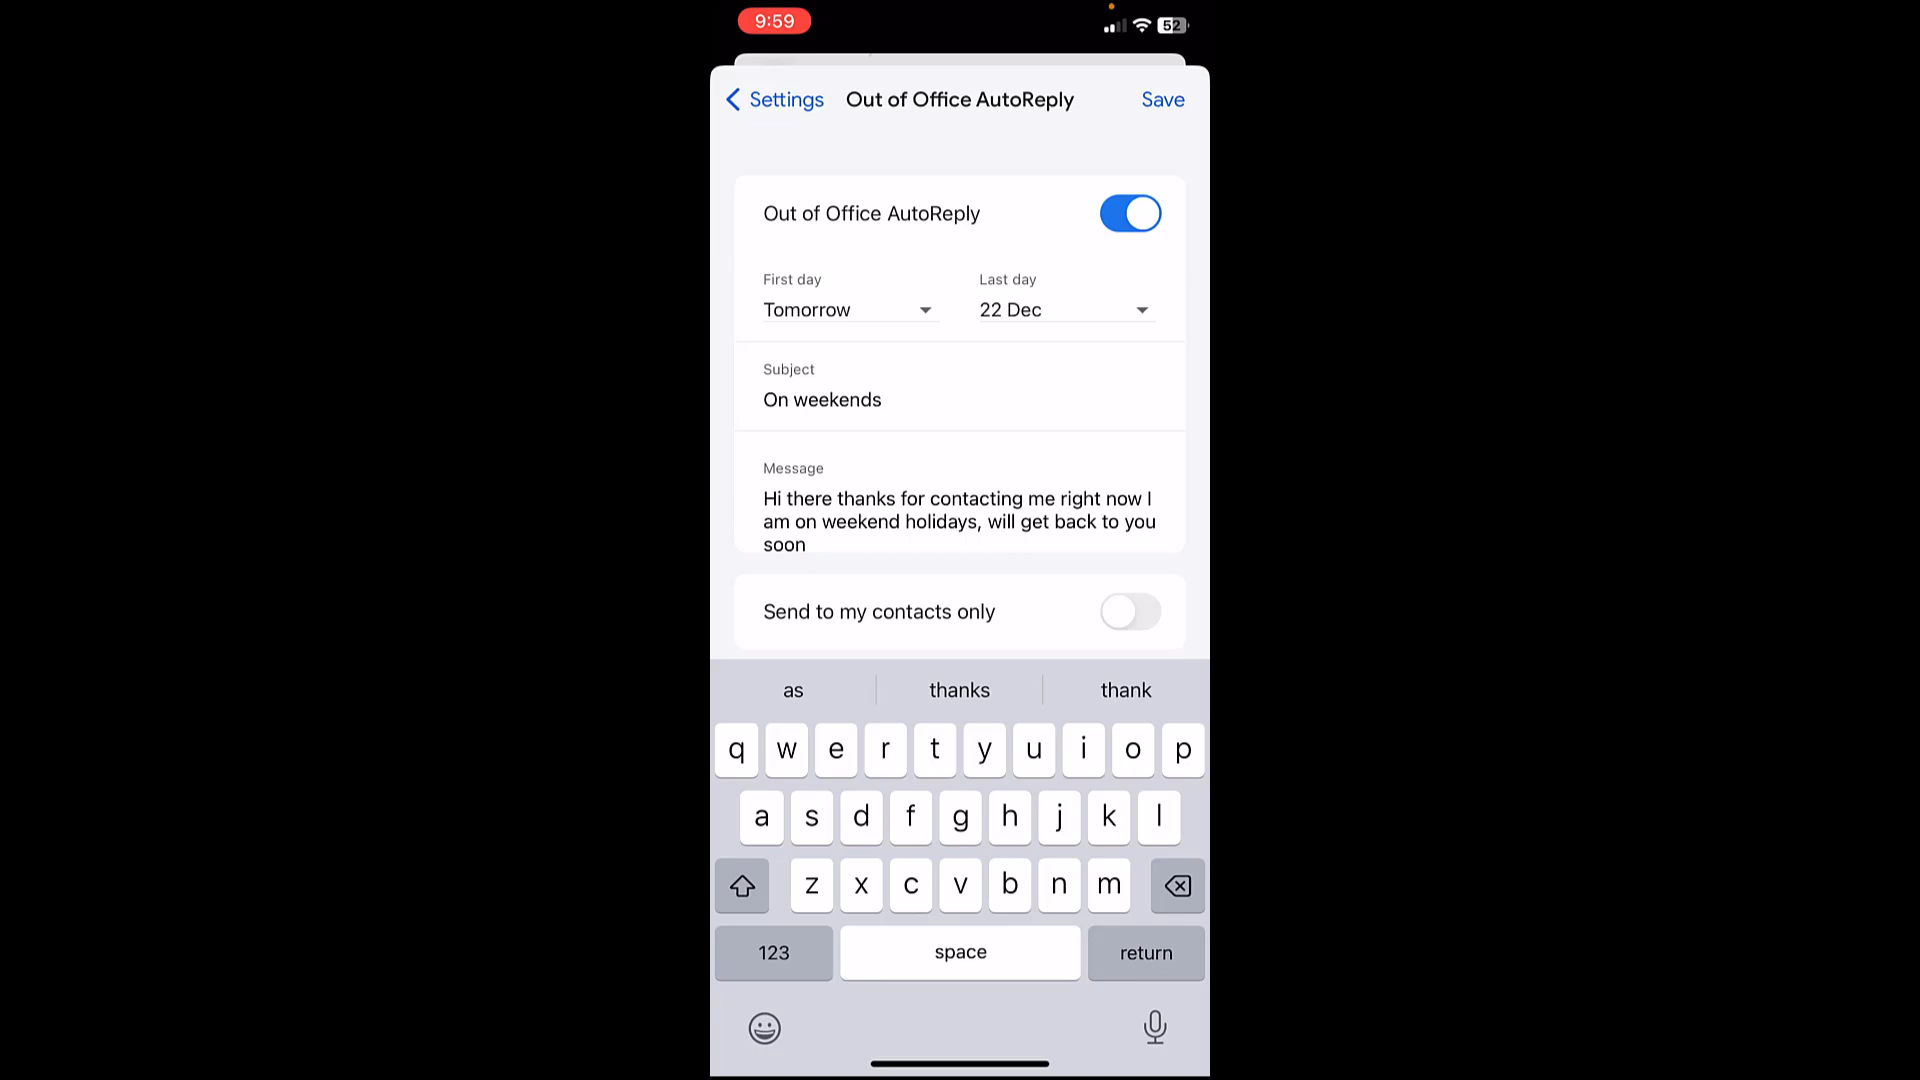 9:59
52
Settings
Out of Office AutoReply
Save
Out of Office AutoReply
First day
Last day
Tomorrow
22 Dec
Subject
On weekends
Message
Hi there thanks for contacting me right now I
am on weekend holidays, will get back to you
soon
Send to my contacts only
as thanks thank
q w e r t y u i o p
a s d f g h j k l
z x c v b n m
123 space return